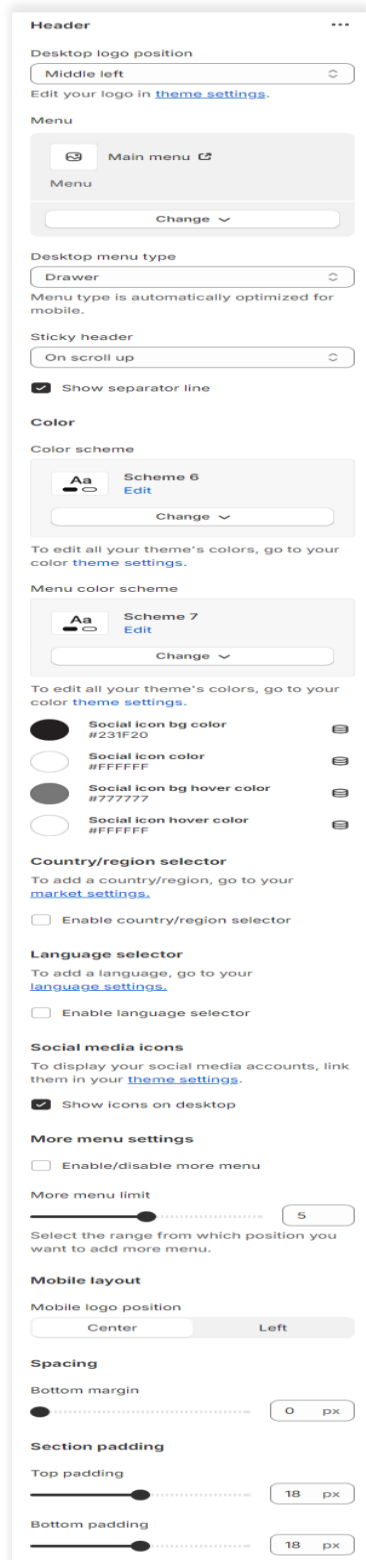 Header
Desktop logo position
Middle left
Edit your logo in theme settings.
Menu
Main menu
Menu
Change
Desktop menu type
Drawer
Menu type is automatically optimized for
mobile.
Sticky header
On scroll up
Show separator line
Color
Color scheme
Aa
Scheme 6
Edit
Change
To edit all your theme's colors, go to your
color theme settings.
Menu color scheme
Aa
Scheme 7
Edit
Change
To edit all your theme's colors, go to your
color theme settings.
Social icon bg color
#231F20
Social icon color
#FFFFFF
Social icon bg hover color
#777777
Social icon hover color
#FFFFFF
Country/region selector
To add a country/region, go to your
market settings.
Enable country/region selector
Language selector
To add a language, go to your
language settings.
Enable language selector
Social media icons
To display your social media accounts, link
them in your theme settings.
Show icons on desktop
More menu settings
Enable/disable more menu
More menu limit
5
Select the range from which position you
want to add more menu.
Mobile layout
Mobile logo position
Center Left
Spacing
Bottom margin
0 px
Section padding
Top padding
18 px
Bottom padding
18 px